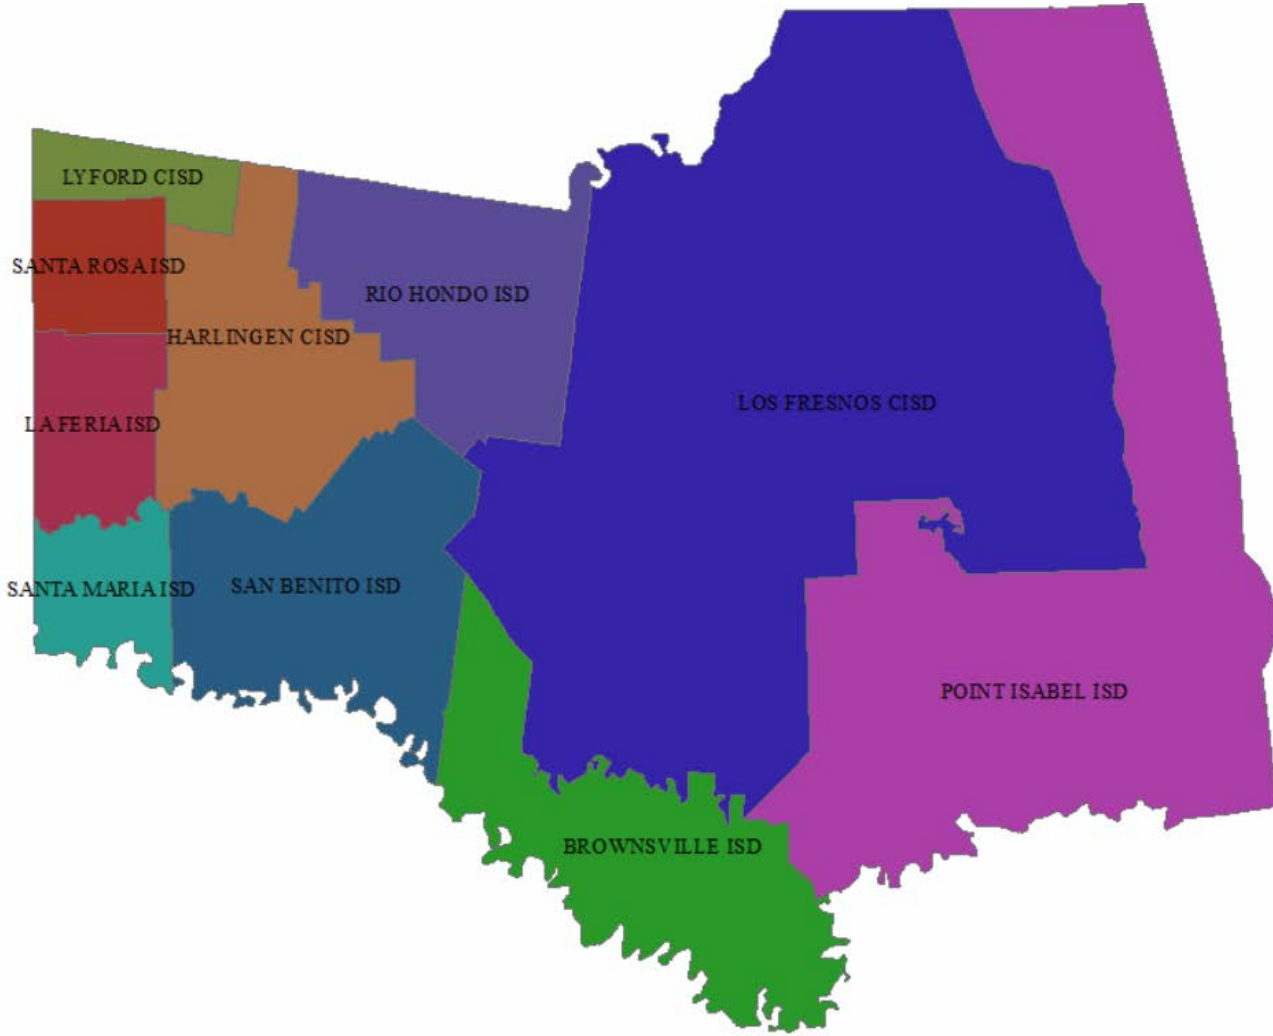 LYFORD CISD
SANTA ROSA ISD
RIO HONDO ISD
HARLINGEN CISD
LOS FRESNOS CISD
LA FERIA ISD
SAN BENITO ISD
SANTA MARIA ISD
POINT ISABEL ISD
BROWNSVILLE ISD